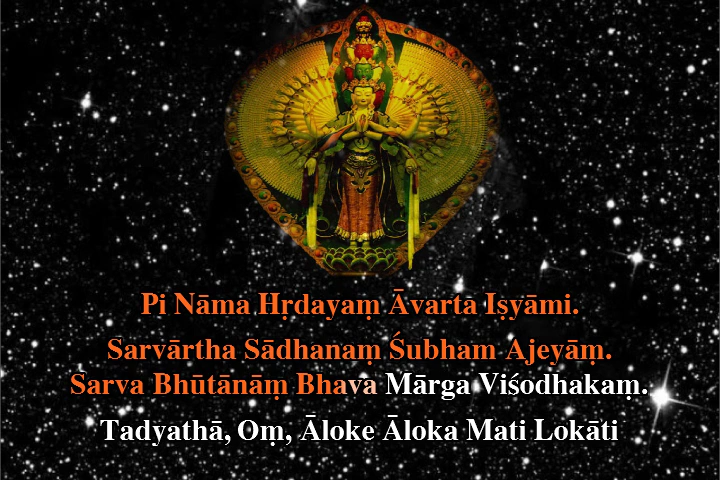 Pi Nāma Hṛdayaṃ Āvarta Iṣyāmi.
Sarvārtha Sādhanaṃ Śubham Ajeyāṃ.
Sarva Bhūtānāṃ Bhava Mārga Viśodhakaṃ.
Tadyathā, Oṃ, Āloke Āloka Mati Lokāti